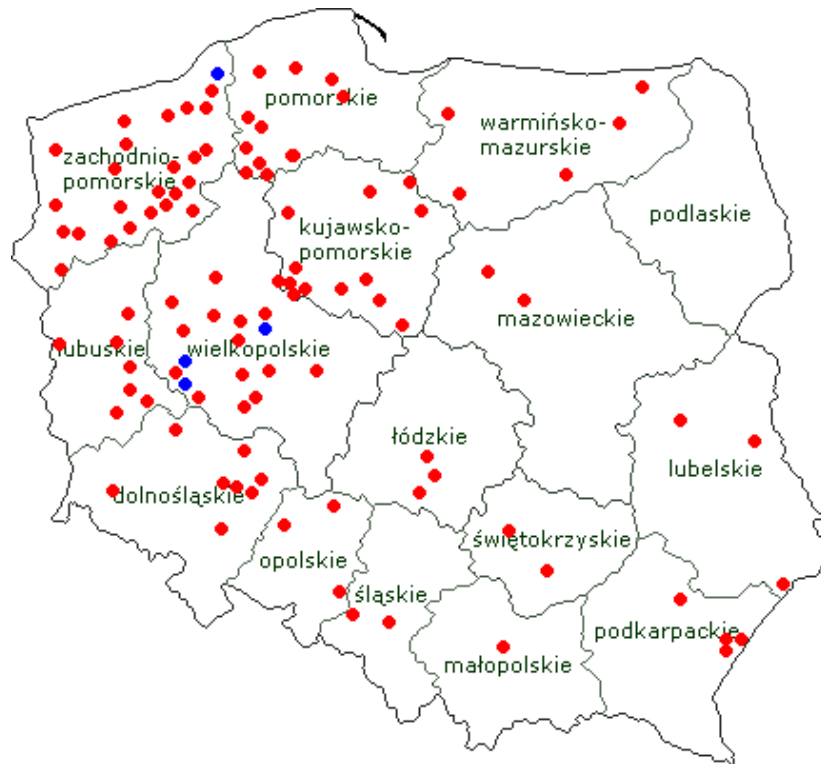 pomorskie
warmińsko-
mazurskie
zachodnio-
pomorskie
podlaskie
kujawsko-
pomorskie
mazowieckie
lubuskie
wielkopolskie
łódzkie
lubelskie
dolnośląskie
świętokrzyskie
opolskie
śląskie
podkarpackie
małopolskie